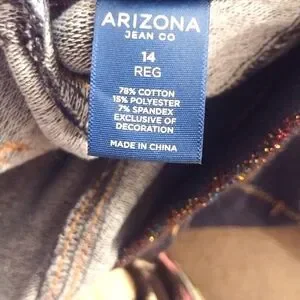 ARIZONA
JEAN CO
14
REG
78% COTTON
15% POLYESTER
7% SPANDEX
EXCLUSIVE OF
DECORATION
MADE IN CHINA